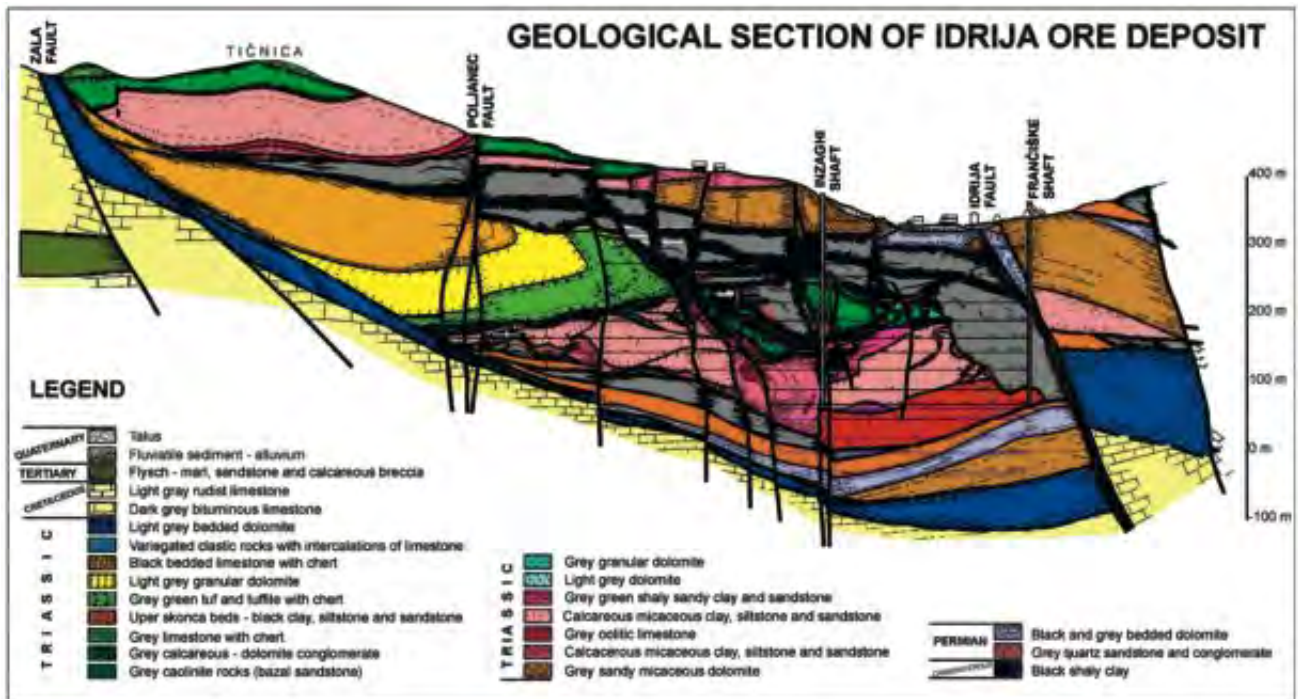 GEOLOGICAL SECTION OF IDRIJA ORE DEPOSIT
ZALA FAULT
TIČNICA
POLJANEC FAULT
INZAGHI SHAFT
IDRIJA FAULT
FRANČIŠKE SHAFT
400 m
300 m
200 m
100 m
0 m
-100 m
LEGEND
QUATERNARY
Talus
Fluviatile sediment - alluvium
TERTIARY
Flysch - marl, sandstone and calcareous breccia
CRETACEOUS
Light gray rudist limestone
Dark grey bituminous limestone
TRIASSIC
Light grey bedded dolomite
Variegated clastic rocks with intercalations of limestone
Black bedded limestone with chert
Light grey granular dolomite
Grey green tuf and tuffite with chert
Uper skonca beds - black clay, siltstone and sandstone
Grey limestone with chert
Grey calcareous - dolomite conglomerate
Grey caolinite rocks (bazal sandstone)
TRIASSIC
Grey granular dolomite
Light grey dolomite
Grey green shaly sandy clay and sandstone
Calcareous micaceous clay, siltstone and sandstone
Grey oolitic limestone
Calcacerous micaceous clay, siltstone and sandstone
Grey sandy micaceous dolomite
PERMIAN
Black and grey bedded dolomite
Grey quartz sandstone and conglomerate
Black shaly clay